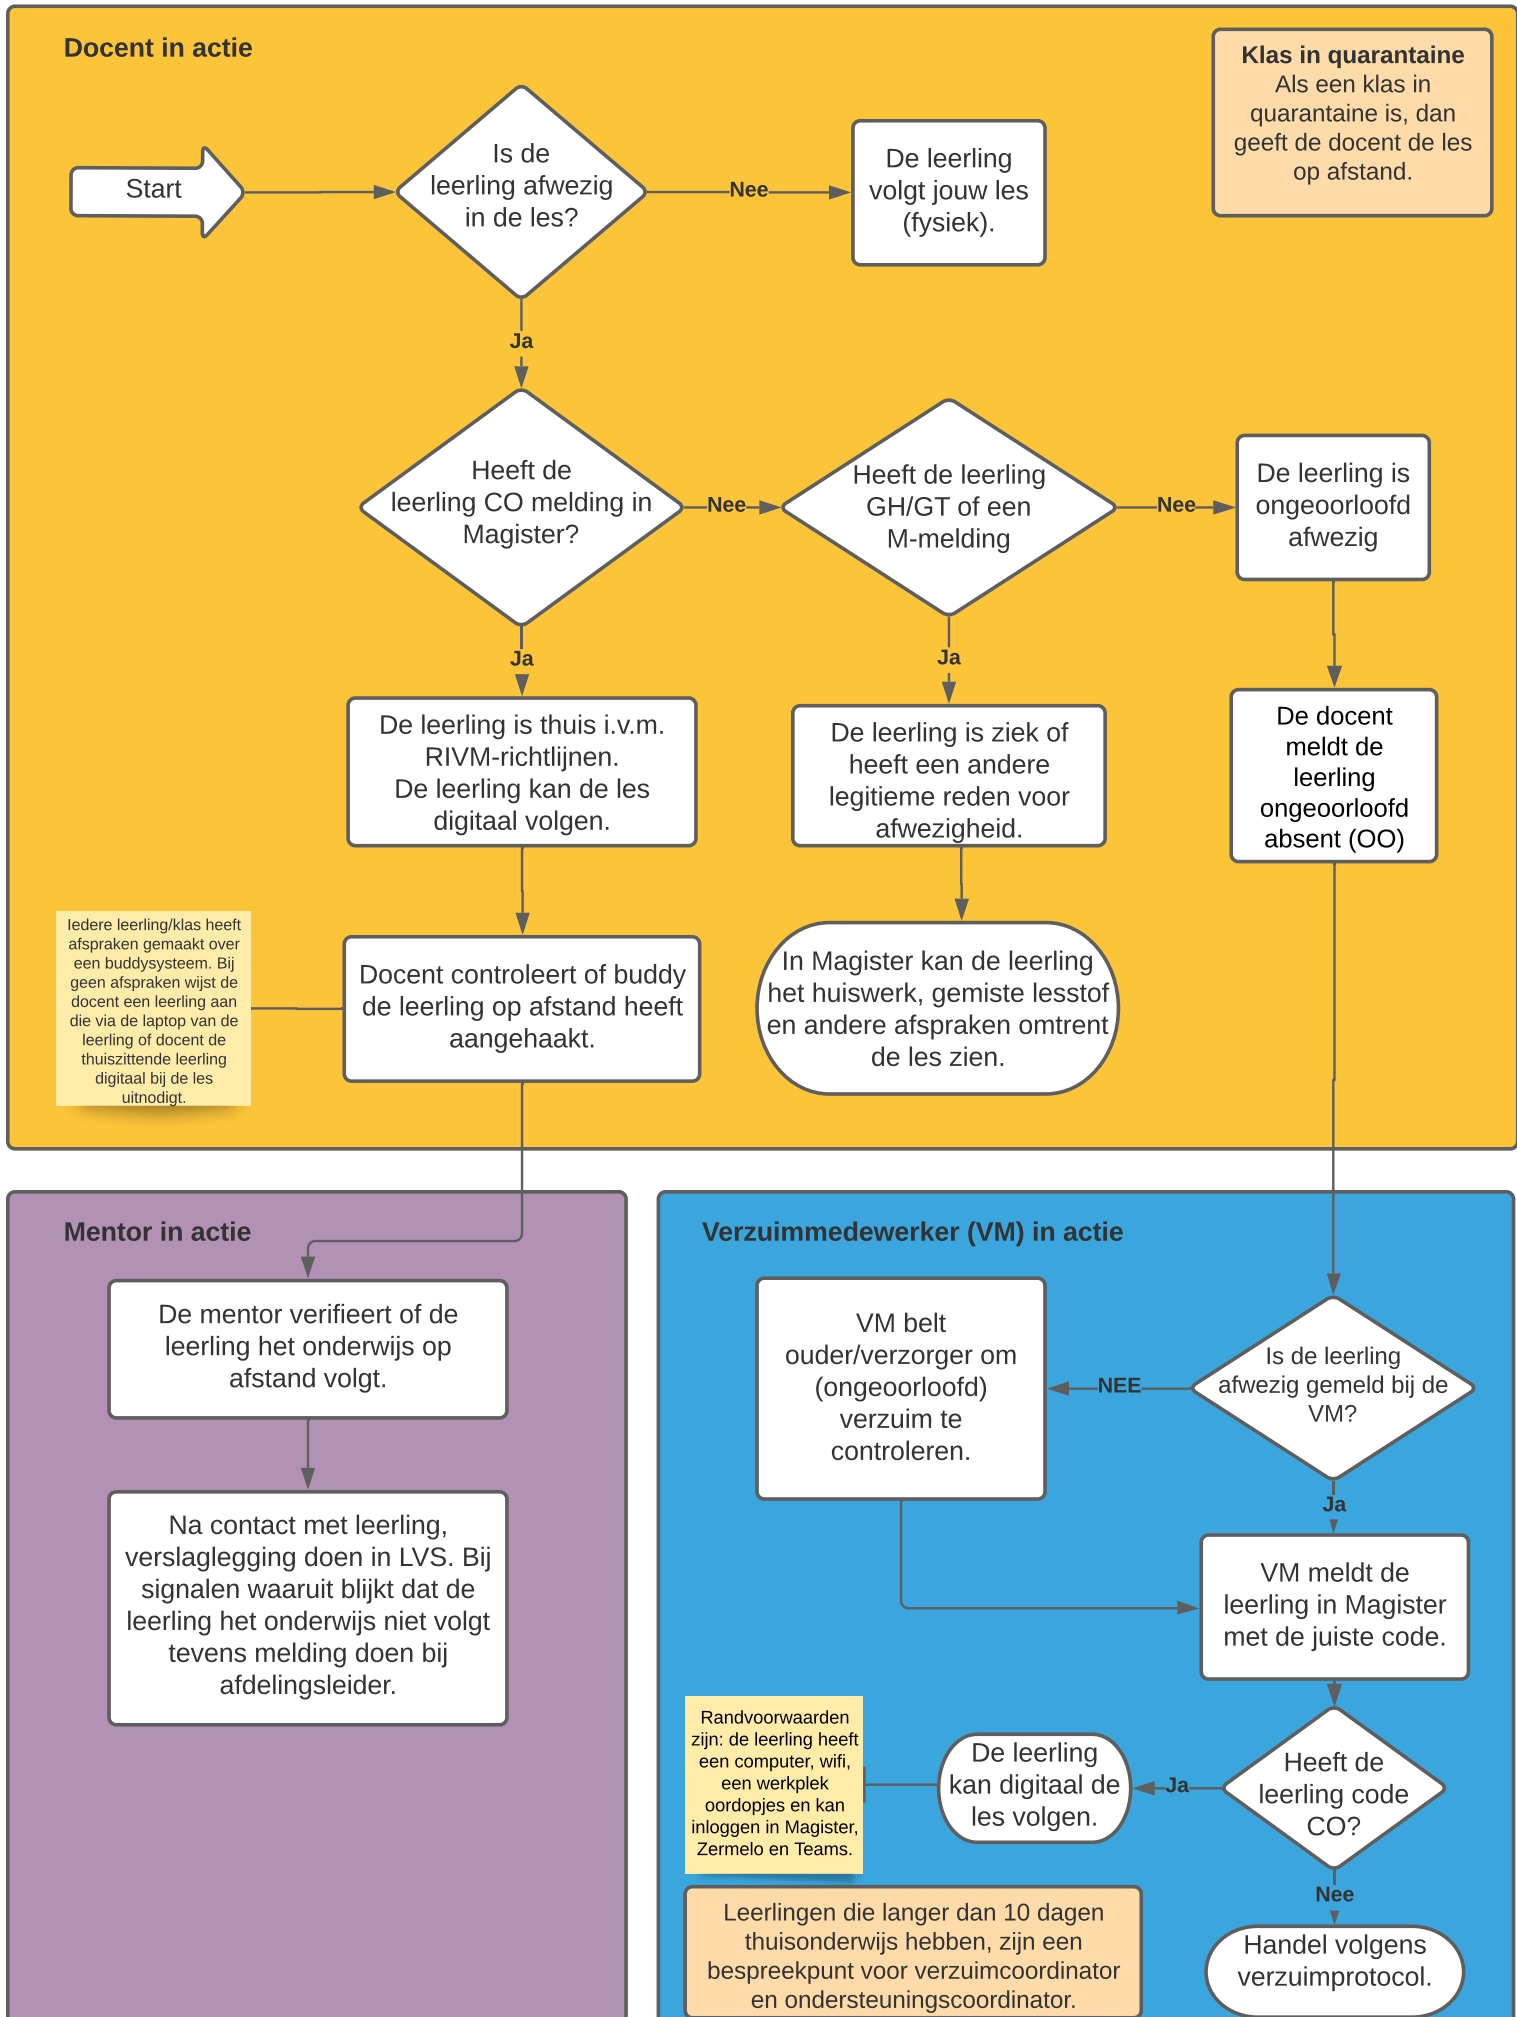 Docent in actie
Klas in quarantaine
Als een klas in
quarantaine is, dan
geeft de docent de les
op afstand.
Start
Is de
leerling afwezig
in de les?
Nee
De leerling
volgt jouw les
(fysiek).
Ja
Heeft de
leerling CO melding in
Magister?
Nee
Heeft de leerling
GH/GT of een
M-melding
Nee
De leerling is
ongeoorloofd
afwezig
Ja
De leerling is thuis i.v.m.
RIVM-richtlijnen.
De leerling kan de les
digitaal volgen.
Ja
De leerling is ziek of
heeft een andere
legitieme reden voor
afwezigheid.
De docent
meldt de
leerling
ongeoorloofd
absent (OO)
Iedere leerling/klas heeft
afspraken gemaakt over
een buddysysteem. Bij
geen afspraken wijst de
docent een leerling aan
die via de laptop van de
leerling of docent de
thuiszittende leerling
digitaal bij de les
uitnodigt.
Docent controleert of buddy
de leerling op afstand heeft
aangehaakt.
In Magister kan de leerling
het huiswerk, gemiste lesstof
en andere afspraken omtrent
de les zien.
Mentor in actie
De mentor verifieert of de
leerling het onderwijs op
afstand volgt.
Na contact met leerling,
verslaglegging doen in LVS. Bij
signalen waaruit blijkt dat de
leerling het onderwijs niet volgt
tevens melding doen bij
afdelingsleider.
Verzuimmedewerker (VM) in actie
VM belt
ouder/verzorger om
(ongeoorloofd)
verzuim te
controleren.
NEE
Is de leerling
afwezig gemeld bij de
VM?
Ja
VM meldt de
leerling in Magister
met de juiste code.
Randvoorwaarden
zijn: de leerling heeft
een computer, wifi,
een werkplek
oordopjes en kan
inloggen in Magister,
Zermelo en Teams.
De leerling
kan digitaal de
les volgen.
Ja
Heeft de
leerling code
CO?
Nee
Leerlingen die langer dan 10 dagen
thuisonderwijs hebben, zijn een
bespreekpunt voor verzuimcoordinator
en ondersteuningscoordinator.
Handel volgens
verzuimprotocol.